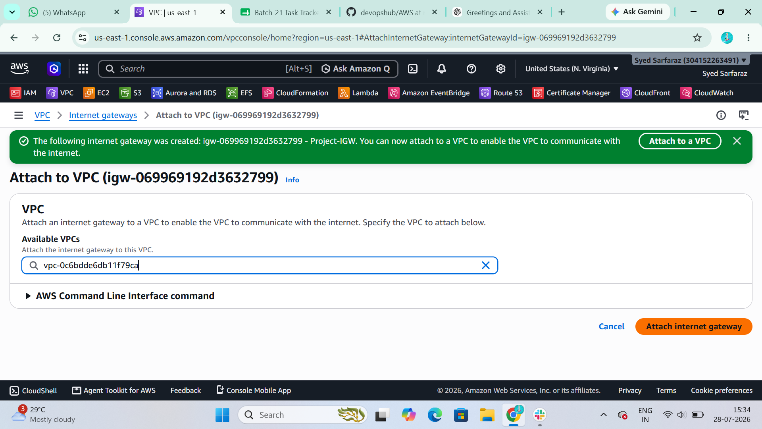 (5) WhatsApp
VPC | us-east-1
Batch-21 Task Tracke
devopshub/AWS at
Greetings and Assis
Ask Gemini
us-east-1.console.aws.amazon.com/vpcconsole/home?region=us-east-1#AttachInternetGateway:internetGatewayId=igw-069969192d3632799
aws
Search
[Alt+S]
Ask Amazon Q
United States (N. Virginia)
Syed Sarfaraz (304152263491)
Syed Sarfaraz
IAM
VPC
EC2
S3
Aurora and RDS
EFS
CloudFormation
Lambda
Amazon EventBridge
Route 53
Certificate Manager
CloudFront
CloudWatch
VPC
Internet gateways
Attach to VPC (igw-069969192d3632799)
The following internet gateway was created: igw-069969192d3632799 - Project-IGW. You can now attach to a VPC to enable the VPC to communicate with
the internet.
Attach to a VPC
Attach to VPC (igw-069969192d3632799)
Info
VPC
Attach an internet gateway to a VPC to enable the VPC to communicate with the internet. Specify the VPC to attach below.
Available VPCs
Attach the internet gateway to this VPC.
vpc-0c6bdde6db11f79ca
AWS Command Line Interface command
Cancel
Attach internet gateway
CloudShell
Agent Toolkit for AWS
Feedback
Console Mobile App
© 2026, Amazon Web Services, Inc. or its affiliates.
Privacy
Terms
Cookie preferences
3
29°C
Mostly cloudy
Search
ENG
IN
15:34
28-07-2026